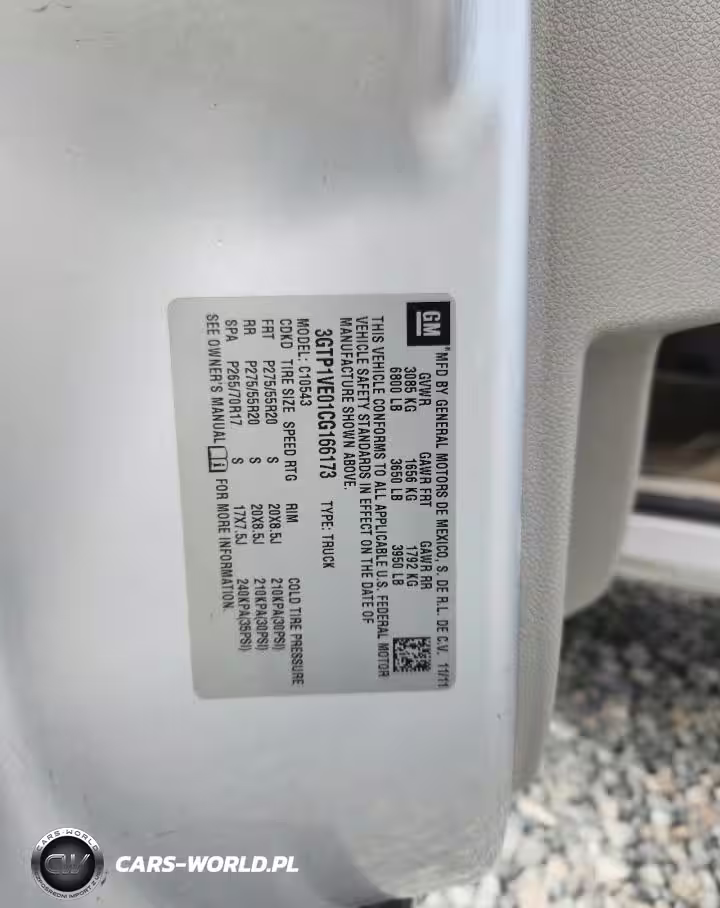 GM
"MFD BY GENERAL MOTORS DE MEXICO, S. DE R.L. DE C.V. 11/11
GVWR GAWR FRT GAWR RR
3085 KG 1656 KG 1792 KG
6800 LB 3650 LB 3950 LB
THIS VEHICLE CONFORMS TO ALL APPLICABLE U.S. FEDERAL MOTOR
VEHICLE SAFETY STANDARDS IN EFFECT ON THE DATE OF
MANUFACTURE SHOWN ABOVE.
3GTP1VE01CG166173 TYPE: TRUCK
MODEL: C10543
CDKD TIRE SIZE SPEED RTG RIM COLD TIRE PRESSURE
FRT P275/55R20 S 20X8.5J 210KPA(30PSI)
RR P275/55R20 S 20X8.5J 210KPA(30PSI)
SPA P265/70R17 S 17X7.5J 240KPA(35PSI)
SEE OWNER'S MANUAL i FOR MORE INFORMATION.
CARS-WORLD
CW
CARS-WORLD.PL